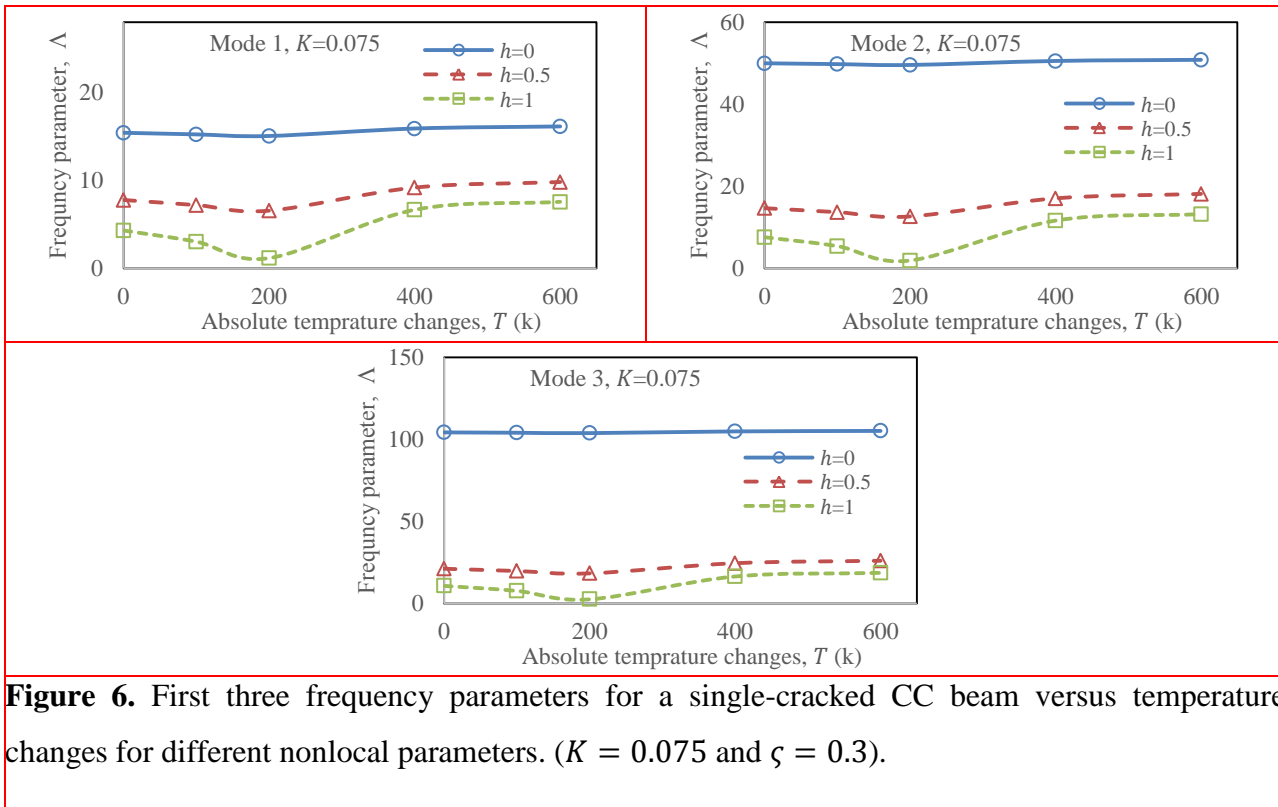 Frequncy parameter, Λ
Mode 1, K=0.075
h=0
h=0.5
h=1
20
10
0
0 200 400 600
Absolute temprature changes, T (k)
Frequncy parameter, Λ
Mode 2, K=0.075
h=0
h=0.5
h=1
60
40
20
0
0 200 400 600
Absolute temprature changes, T (k)
Frequncy parameter, Λ
Mode 3, K=0.075
h=0
h=0.5
h=1
150
100
50
0
0 200 400 600
Absolute temprature changes, T (k)
Figure 6. First three frequency parameters for a single-cracked CC beam versus temperature
changes for different nonlocal parameters. (K = 0.075 and ς = 0.3).